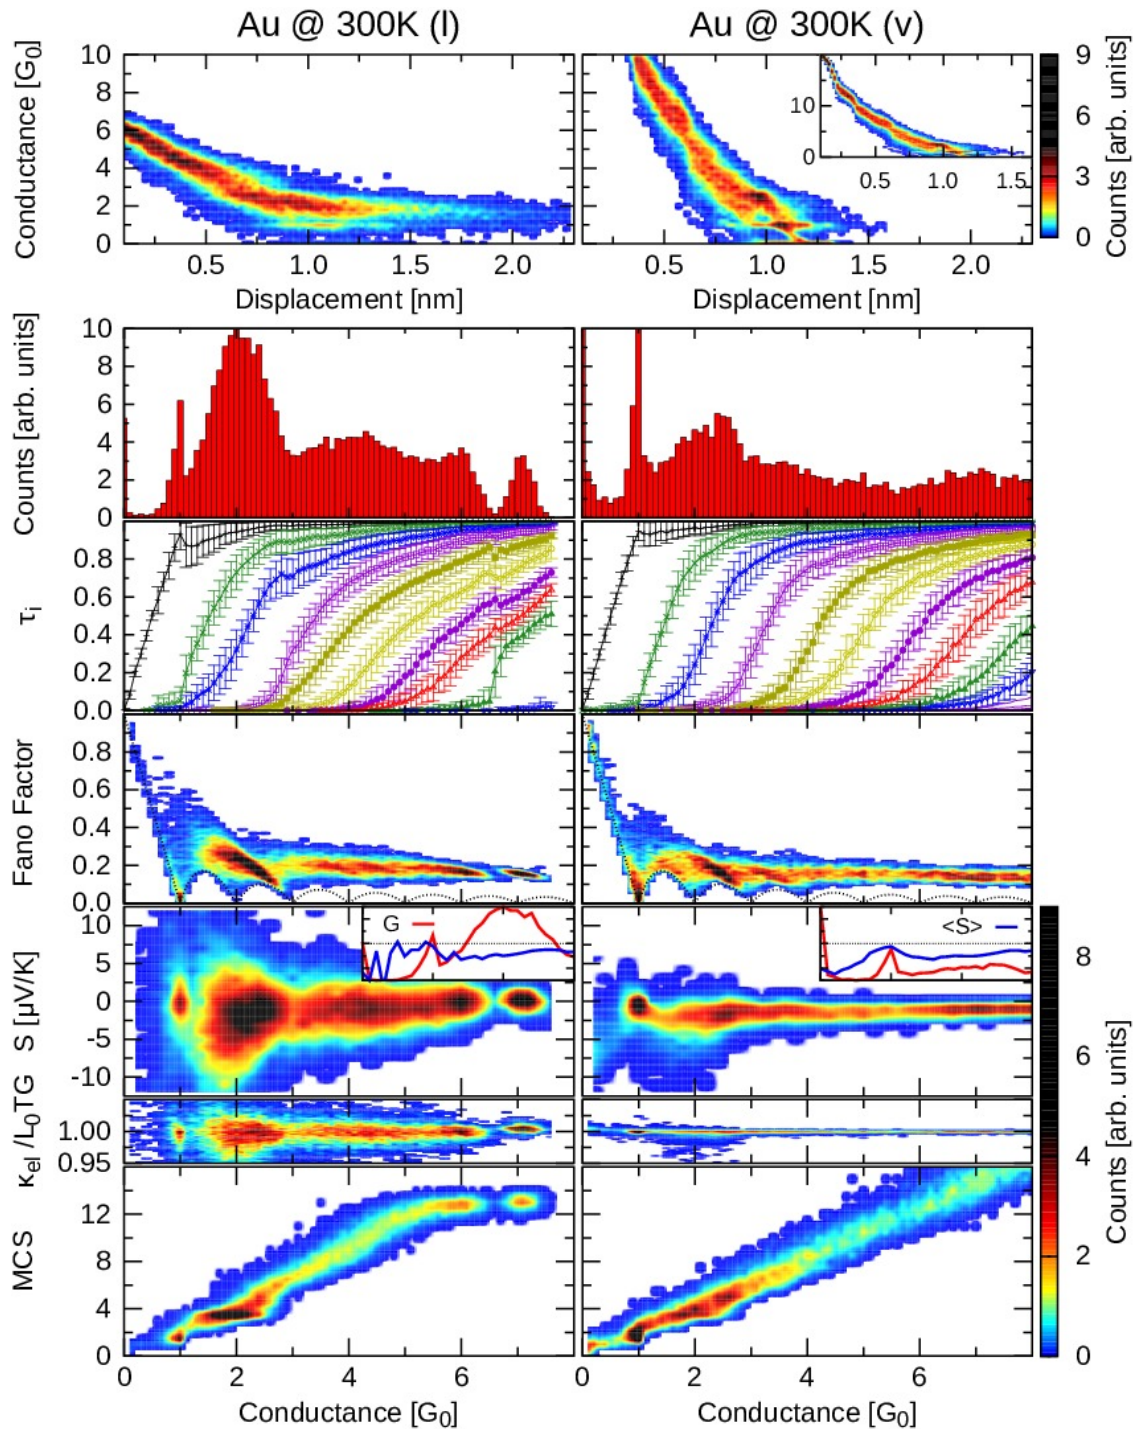 Au @ 300K (l) Au @ 300K (v)
Conductance [G₀]
10
8
6
4
2
0
0.5 1.0 1.5 2.0
Displacement [nm]
10
0
0.5 1.0 1.5
0.5 1.0 1.5 2.0
Displacement [nm]
9
6
3
0
Counts [arb. units]
Counts [arb. units]
10
8
6
4
2
0
τᵢ
0.8
0.6
0.4
0.2
0.0
Fano Factor
0.8
0.6
0.4
0.2
0.0
S [µV/K]
10
5
0
-5
-10
G
<S>
κₑₗ/L₀TG
1.00
0.95
MCS
12
8
4
0
0 2 4 6
Conductance [G₀]
0 2 4 6
Conductance [G₀]
8
6
4
2
0
Counts [arb. units]